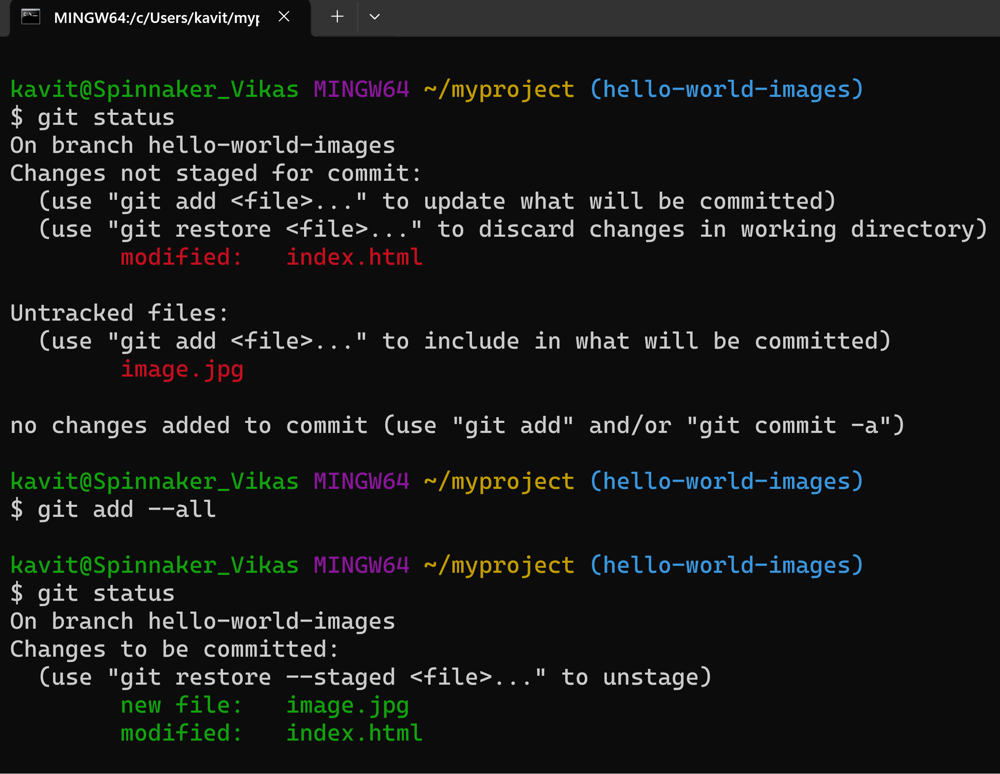 MINGW64:/c/Users/kavit/myp
kavit@Spinnaker_Vikas MINGW64 ~/myproject (hello-world-images)
$ git status
On branch hello-world-images
Changes not staged for commit:
  (use "git add <file>..." to update what will be committed)
  (use "git restore <file>..." to discard changes in working directory)
        modified:   index.html
Untracked files:
  (use "git add <file>..." to include in what will be committed)
        image.jpg
no changes added to commit (use "git add" and/or "git commit -a")
kavit@Spinnaker_Vikas MINGW64 ~/myproject (hello-world-images)
$ git add --all
kavit@Spinnaker_Vikas MINGW64 ~/myproject (hello-world-images)
$ git status
On branch hello-world-images
Changes to be committed:
  (use "git restore --staged <file>..." to unstage)
        new file:   image.jpg
        modified:   index.html